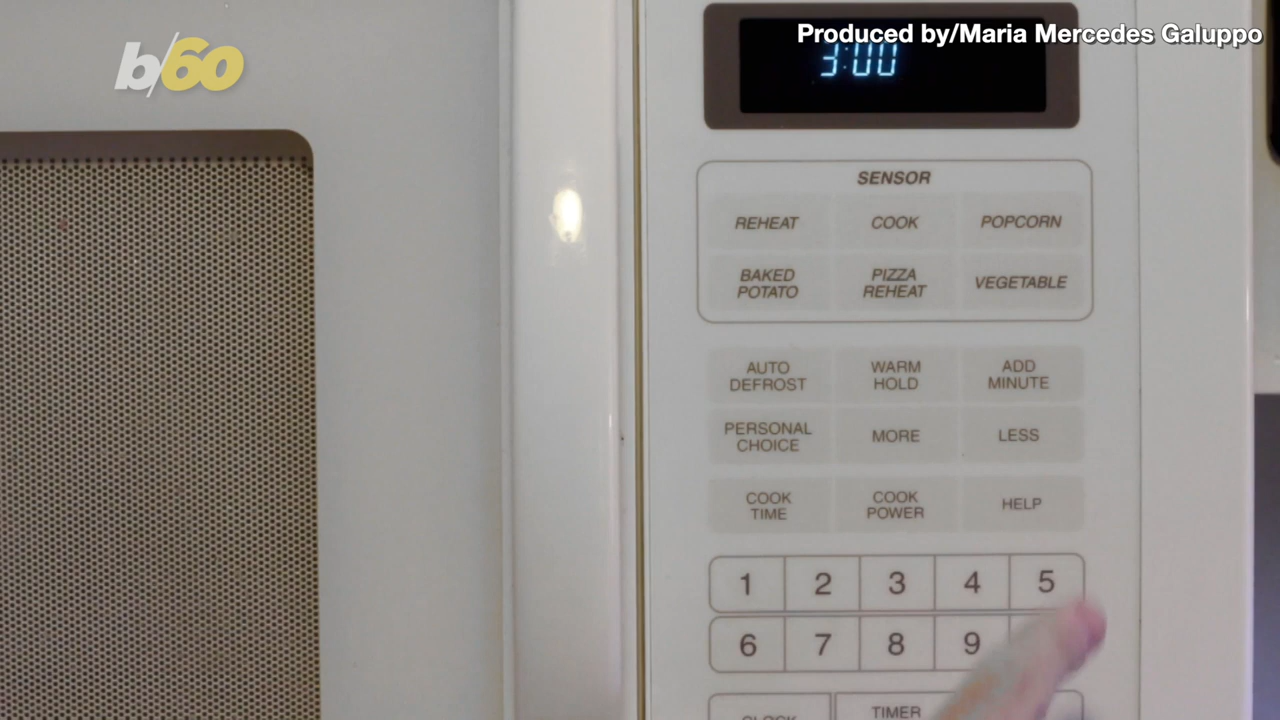 Produced by/Maria Mercedes Galuppo
b/60
3:00
SENSOR
REHEAT COOK POPCORN
BAKED POTATO PIZZA REHEAT VEGETABLE
AUTO DEFROST WARM HOLD ADD MINUTE
PERSONAL CHOICE MORE LESS
COOK TIME COOK POWER HELP
1 2 3 4 5
6 7 8 9
CLOCK TIMER